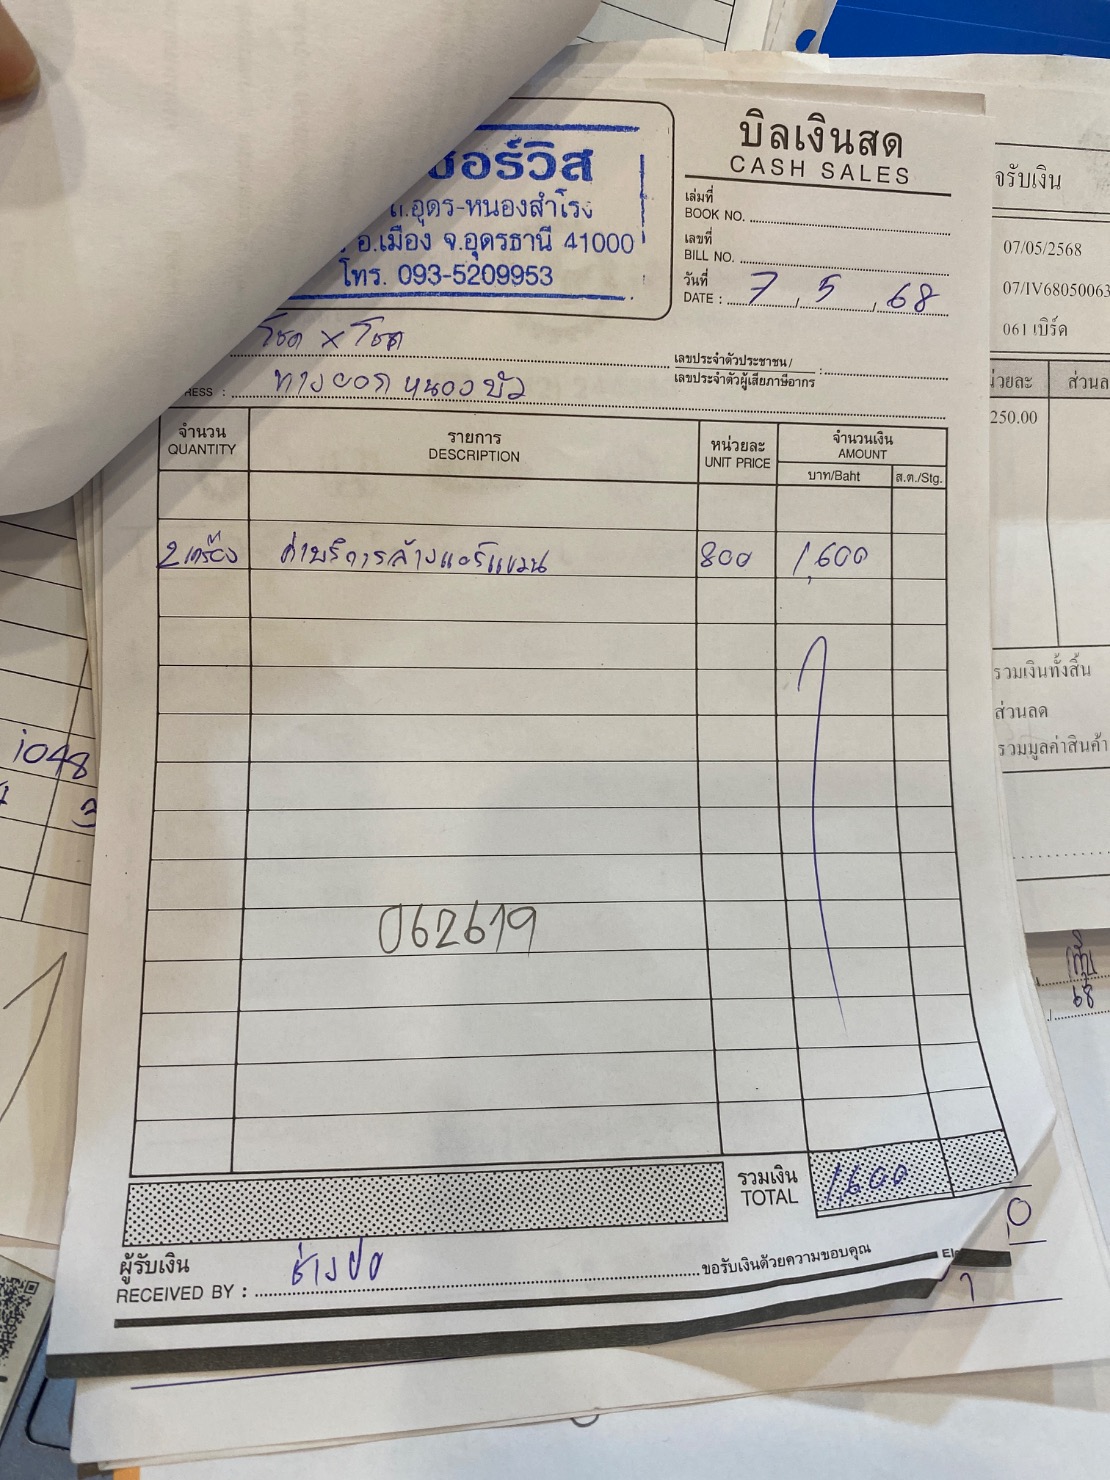 บิลเงินสด
CASH SALES
เล่มที่
BOOK NO.
เลขที่
BILL NO.
วันที่
DATE : 7 / 5 / 68
ซอร์วิส
ถ.อุดร-หนองสำโรง
อ.เมือง จ.อุดรธานี 41000
โทร. 093-5209953
โชค x โชค
เลขประจำตัวประชาชน /
เลขประจำตัวผู้เสียภาษีอากร :
RESS : ทางออก หนองบัว
จำนวน รายการ หน่วยละ จำนวนเงิน
QUANTITY DESCRIPTION UNIT PRICE AMOUNT
บาท/Baht ส.ต./Stg.
2 เครื่อง ค่าบริการล้างแอร์แขวน 800 1,600
062619
รวมเงิน
TOTAL 1,600
ผู้รับเงิน
RECEIVED BY : ช่างปอ
ขอรับเงินด้วยความขอบคุณ
จรับเงิน
07/05/2568
07/IV68050063
061 เบิร์ด
น่วยละ ส่วนล
250.00
รวมเงินทั้งสิ้น
ส่วนลด
รวมมูลค่าสินค้า
1048
3
68
0